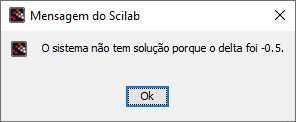 Mensagem do Scilab
O sistema não tem solução porque o delta foi -0.5.
Ok